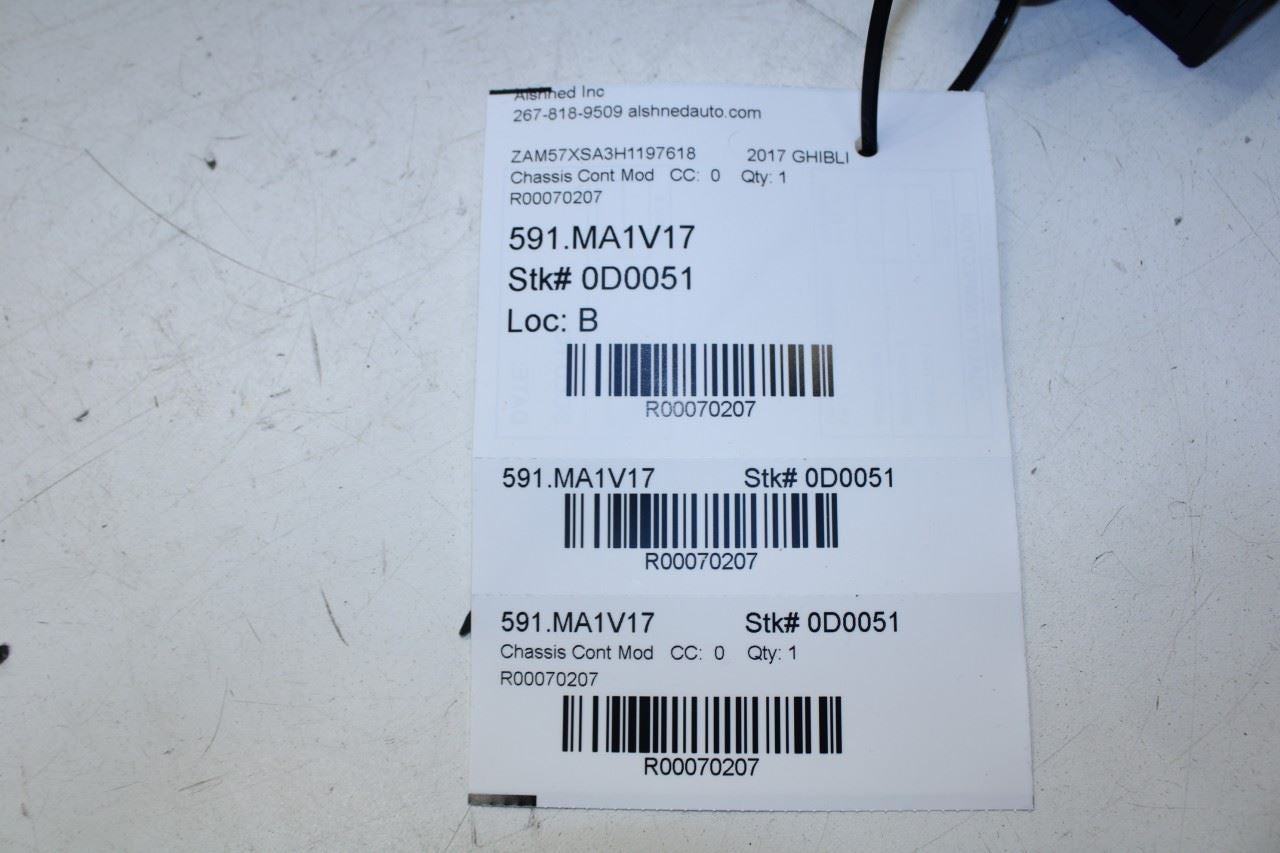 Alshned Inc
267-818-9509 alshnedauto.com
ZAM57XSA3H1197618 2017 GHIBLI
Chassis Cont Mod CC: 0 Qty: 1
R00070207
591.MA1V17
Stk# 0D0051
Loc: B
R00070207
591.MA1V17 Stk# 0D0051
R00070207
591.MA1V17 Stk# 0D0051
Chassis Cont Mod CC: 0 Qty: 1
R00070207
R00070207